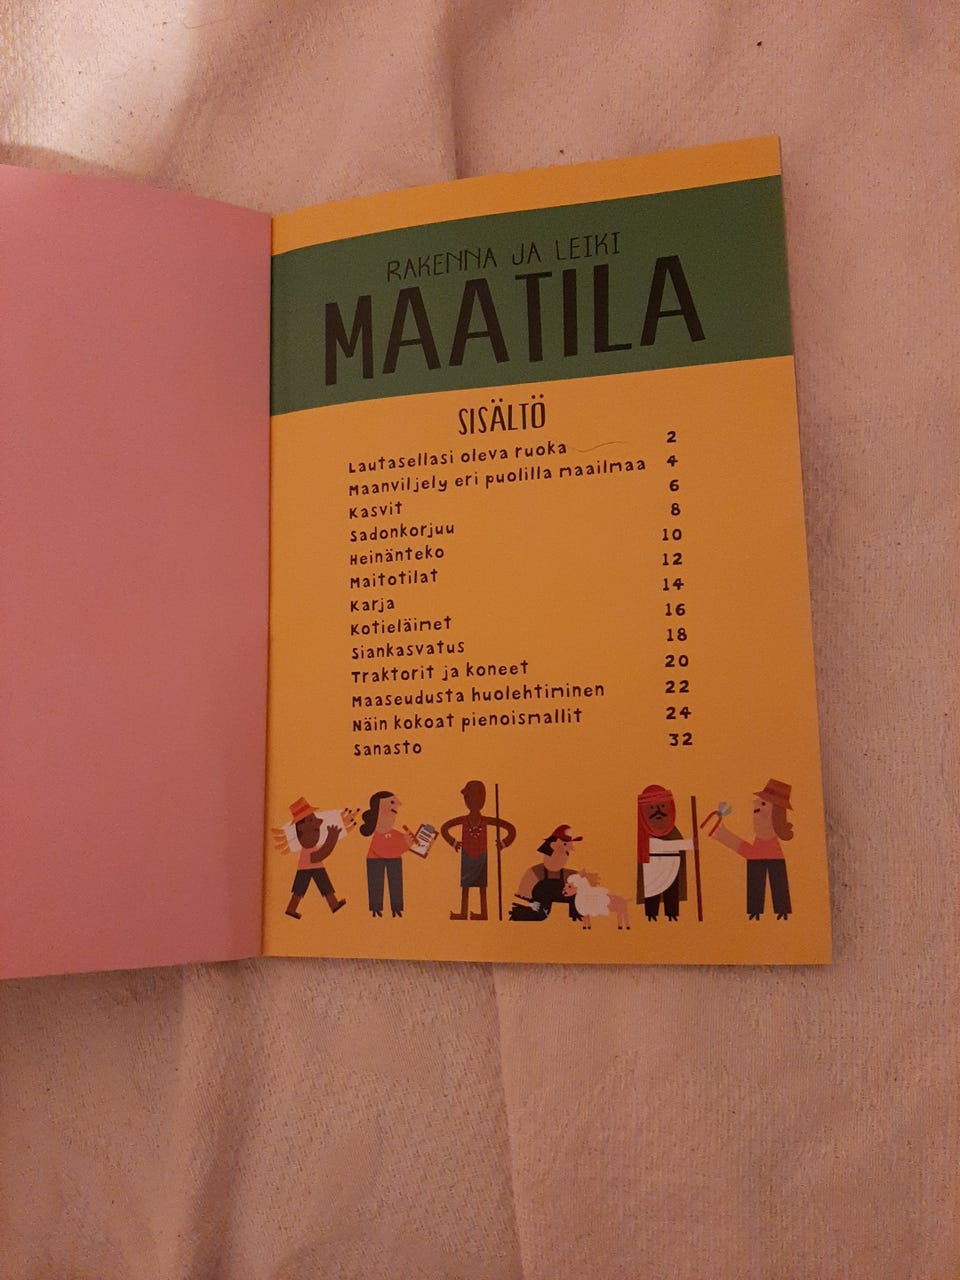 RAKENNA JA LEIKI
MAATILA
SISÄLTÖ
Lautasellasi oleva ruoka 2
Maanviljely eri puolilla maailmaa 4
Kasvit 6
Sadonkorjuu 8
Heinänteko 10
Maitotilat 12
Karja 14
Kotieläimet 16
Siankasvatus 18
Traktorit ja koneet 20
Maaseudusta huolehtiminen 22
Näin kokoat pienoismallit 24
Sanasto 32